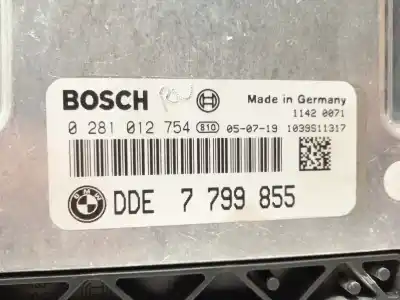 BOSCH
Made in Germany
1142 0071
0 281 012 754 810 05-07-19 1039S11317
BMW
DDE 7 799 855